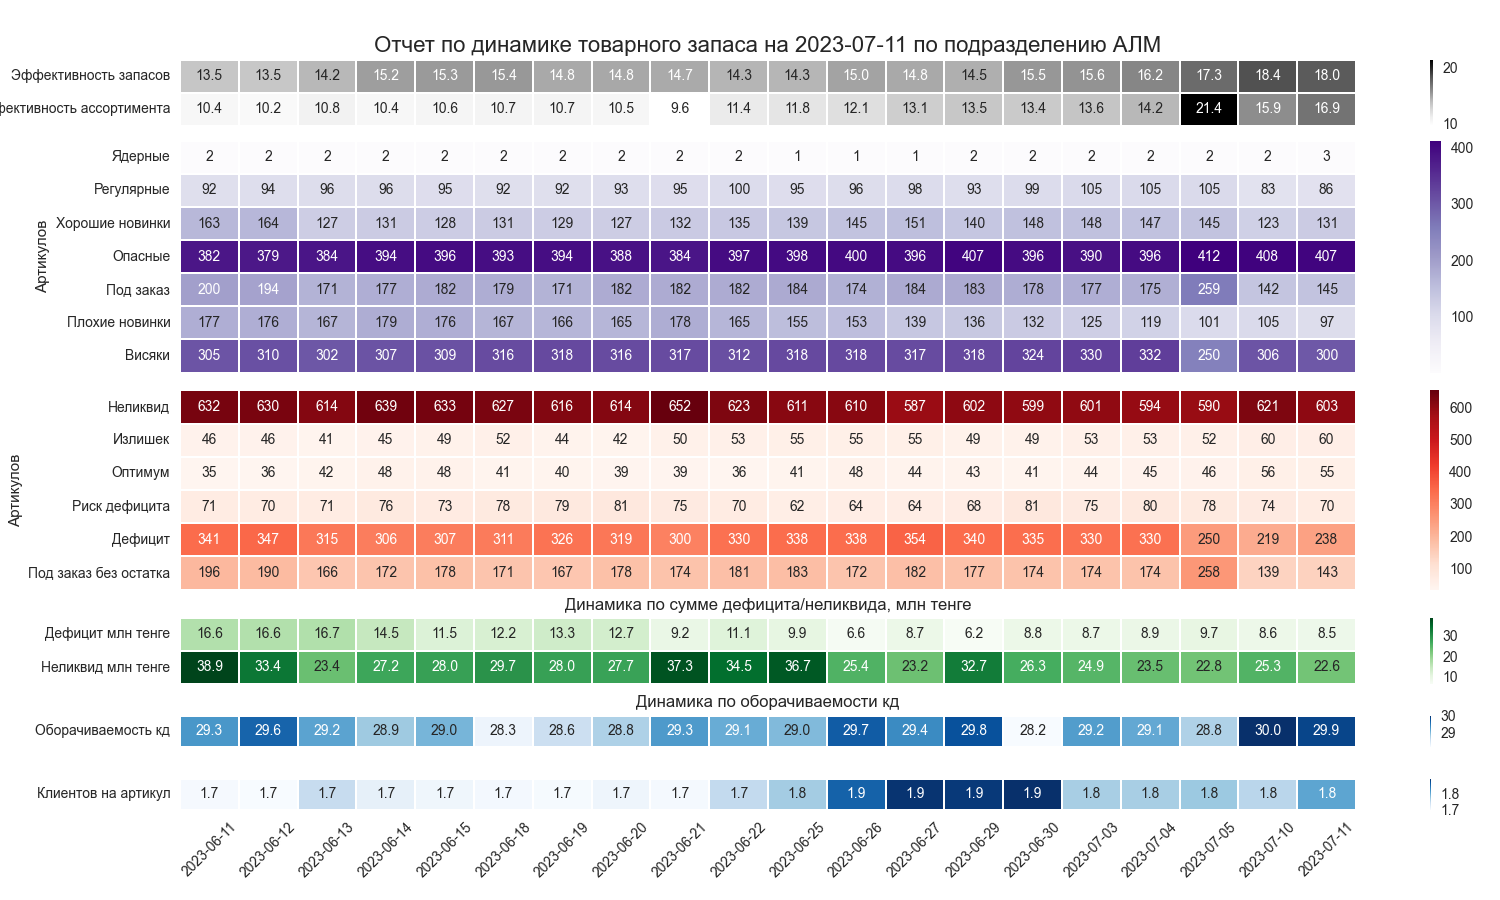 Отчет по динамике товарного запаса на 2023-07-11 по подразделению АЛМ
Эффективность запасов 13.5 13.5 14.2 15.2 15.3 15.4 14.8 14.8 14.7 14.3 14.3 15.0 14.8 14.5 15.5 15.6 16.2 17.3 18.4 18.0
фективность ассортимента 10.4 10.2 10.8 10.4 10.6 10.7 10.7 10.5 9.6 11.4 11.8 12.1 13.1 13.5 13.4 13.6 14.2 21.4 15.9 16.9
20
10
Артикулов
Ядерные 2 2 2 2 2 2 2 2 2 2 1 1 1 2 2 2 2 2 2 3
Регулярные 92 94 96 96 95 92 92 93 95 100 95 96 98 93 99 105 105 105 83 86
Хорошие новинки 163 164 127 131 128 131 129 127 132 135 139 145 151 140 148 148 147 145 123 131
Опасные 382 379 384 394 396 393 394 388 384 397 398 400 396 407 396 390 396 412 408 407
Под заказ 200 194 171 177 182 179 171 182 182 182 184 174 184 183 178 177 175 259 142 145
Плохие новинки 177 176 167 179 176 167 166 165 178 165 155 153 139 136 132 125 119 101 105 97
Висяки 305 310 302 307 309 316 318 316 317 312 318 318 317 318 324 330 332 250 306 300
400
300
200
100
Артикулов
Неликвид 632 630 614 639 633 627 616 614 652 623 611 610 587 602 599 601 594 590 621 603
Излишек 46 46 41 45 49 52 44 42 50 53 55 55 55 49 49 53 53 52 60 60
Оптимум 35 36 42 48 48 41 40 39 39 36 41 48 44 43 41 44 45 46 56 55
Риск дефицита 71 70 71 76 73 78 79 81 75 70 62 64 64 68 81 75 80 78 74 70
Дефицит 341 347 315 306 307 311 326 319 300 330 338 338 354 340 335 330 330 250 219 238
Под заказ без остатка 196 190 166 172 178 171 167 178 174 181 183 172 182 177 174 174 174 258 139 143
600
500
400
300
200
100
Динамика по сумме дефицита/неликвида, млн тенге
Дефицит млн тенге 16.6 16.6 16.7 14.5 11.5 12.2 13.3 12.7 9.2 11.1 9.9 6.6 8.7 6.2 8.8 8.7 8.9 9.7 8.6 8.5
Неликвид млн тенге 38.9 33.4 23.4 27.2 28.0 29.7 28.0 27.7 37.3 34.5 36.7 25.4 23.2 32.7 26.3 24.9 23.5 22.8 25.3 22.6
30
20
10
Динамика по оборачиваемости кд
Оборачиваемость кд 29.3 29.6 29.2 28.9 29.0 28.3 28.6 28.8 29.3 29.1 29.0 29.7 29.4 29.8 28.2 29.2 29.1 28.8 30.0 29.9
30
29
Клиентов на артикул 1.7 1.7 1.7 1.7 1.7 1.7 1.7 1.7 1.7 1.7 1.8 1.9 1.9 1.9 1.9 1.8 1.8 1.8 1.8 1.8
1.8
1.7
2023-06-11 2023-06-12 2023-06-13 2023-06-14 2023-06-15 2023-06-18 2023-06-19 2023-06-20 2023-06-21 2023-06-22 2023-06-25 2023-06-26 2023-06-27 2023-06-29 2023-06-30 2023-07-03 2023-07-04 2023-07-05 2023-07-10 2023-07-11